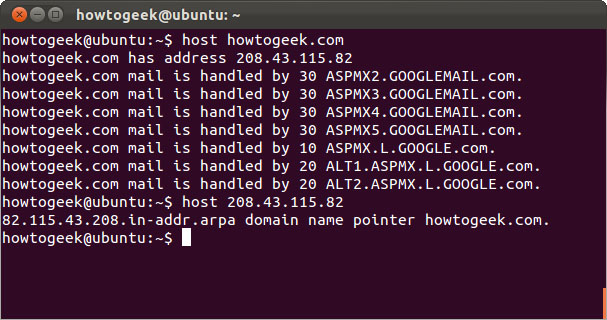 howtogeek@ubuntu: ~
howtogeek@ubuntu:~$ host howtogeek.com
howtogeek.com has address 208.43.115.82
howtogeek.com mail is handled by 30 ASPMX2.GOOGLEMAIL.com.
howtogeek.com mail is handled by 30 ASPMX3.GOOGLEMAIL.com.
howtogeek.com mail is handled by 30 ASPMX4.GOOGLEMAIL.com.
howtogeek.com mail is handled by 30 ASPMX5.GOOGLEMAIL.com.
howtogeek.com mail is handled by 10 ASPMX.L.GOOGLE.com.
howtogeek.com mail is handled by 20 ALT1.ASPMX.L.GOOGLE.com.
howtogeek.com mail is handled by 20 ALT2.ASPMX.L.GOOGLE.com.
howtogeek@ubuntu:~$ host 208.43.115.82
82.115.43.208.in-addr.arpa domain name pointer howtogeek.com.
howtogeek@ubuntu:~$